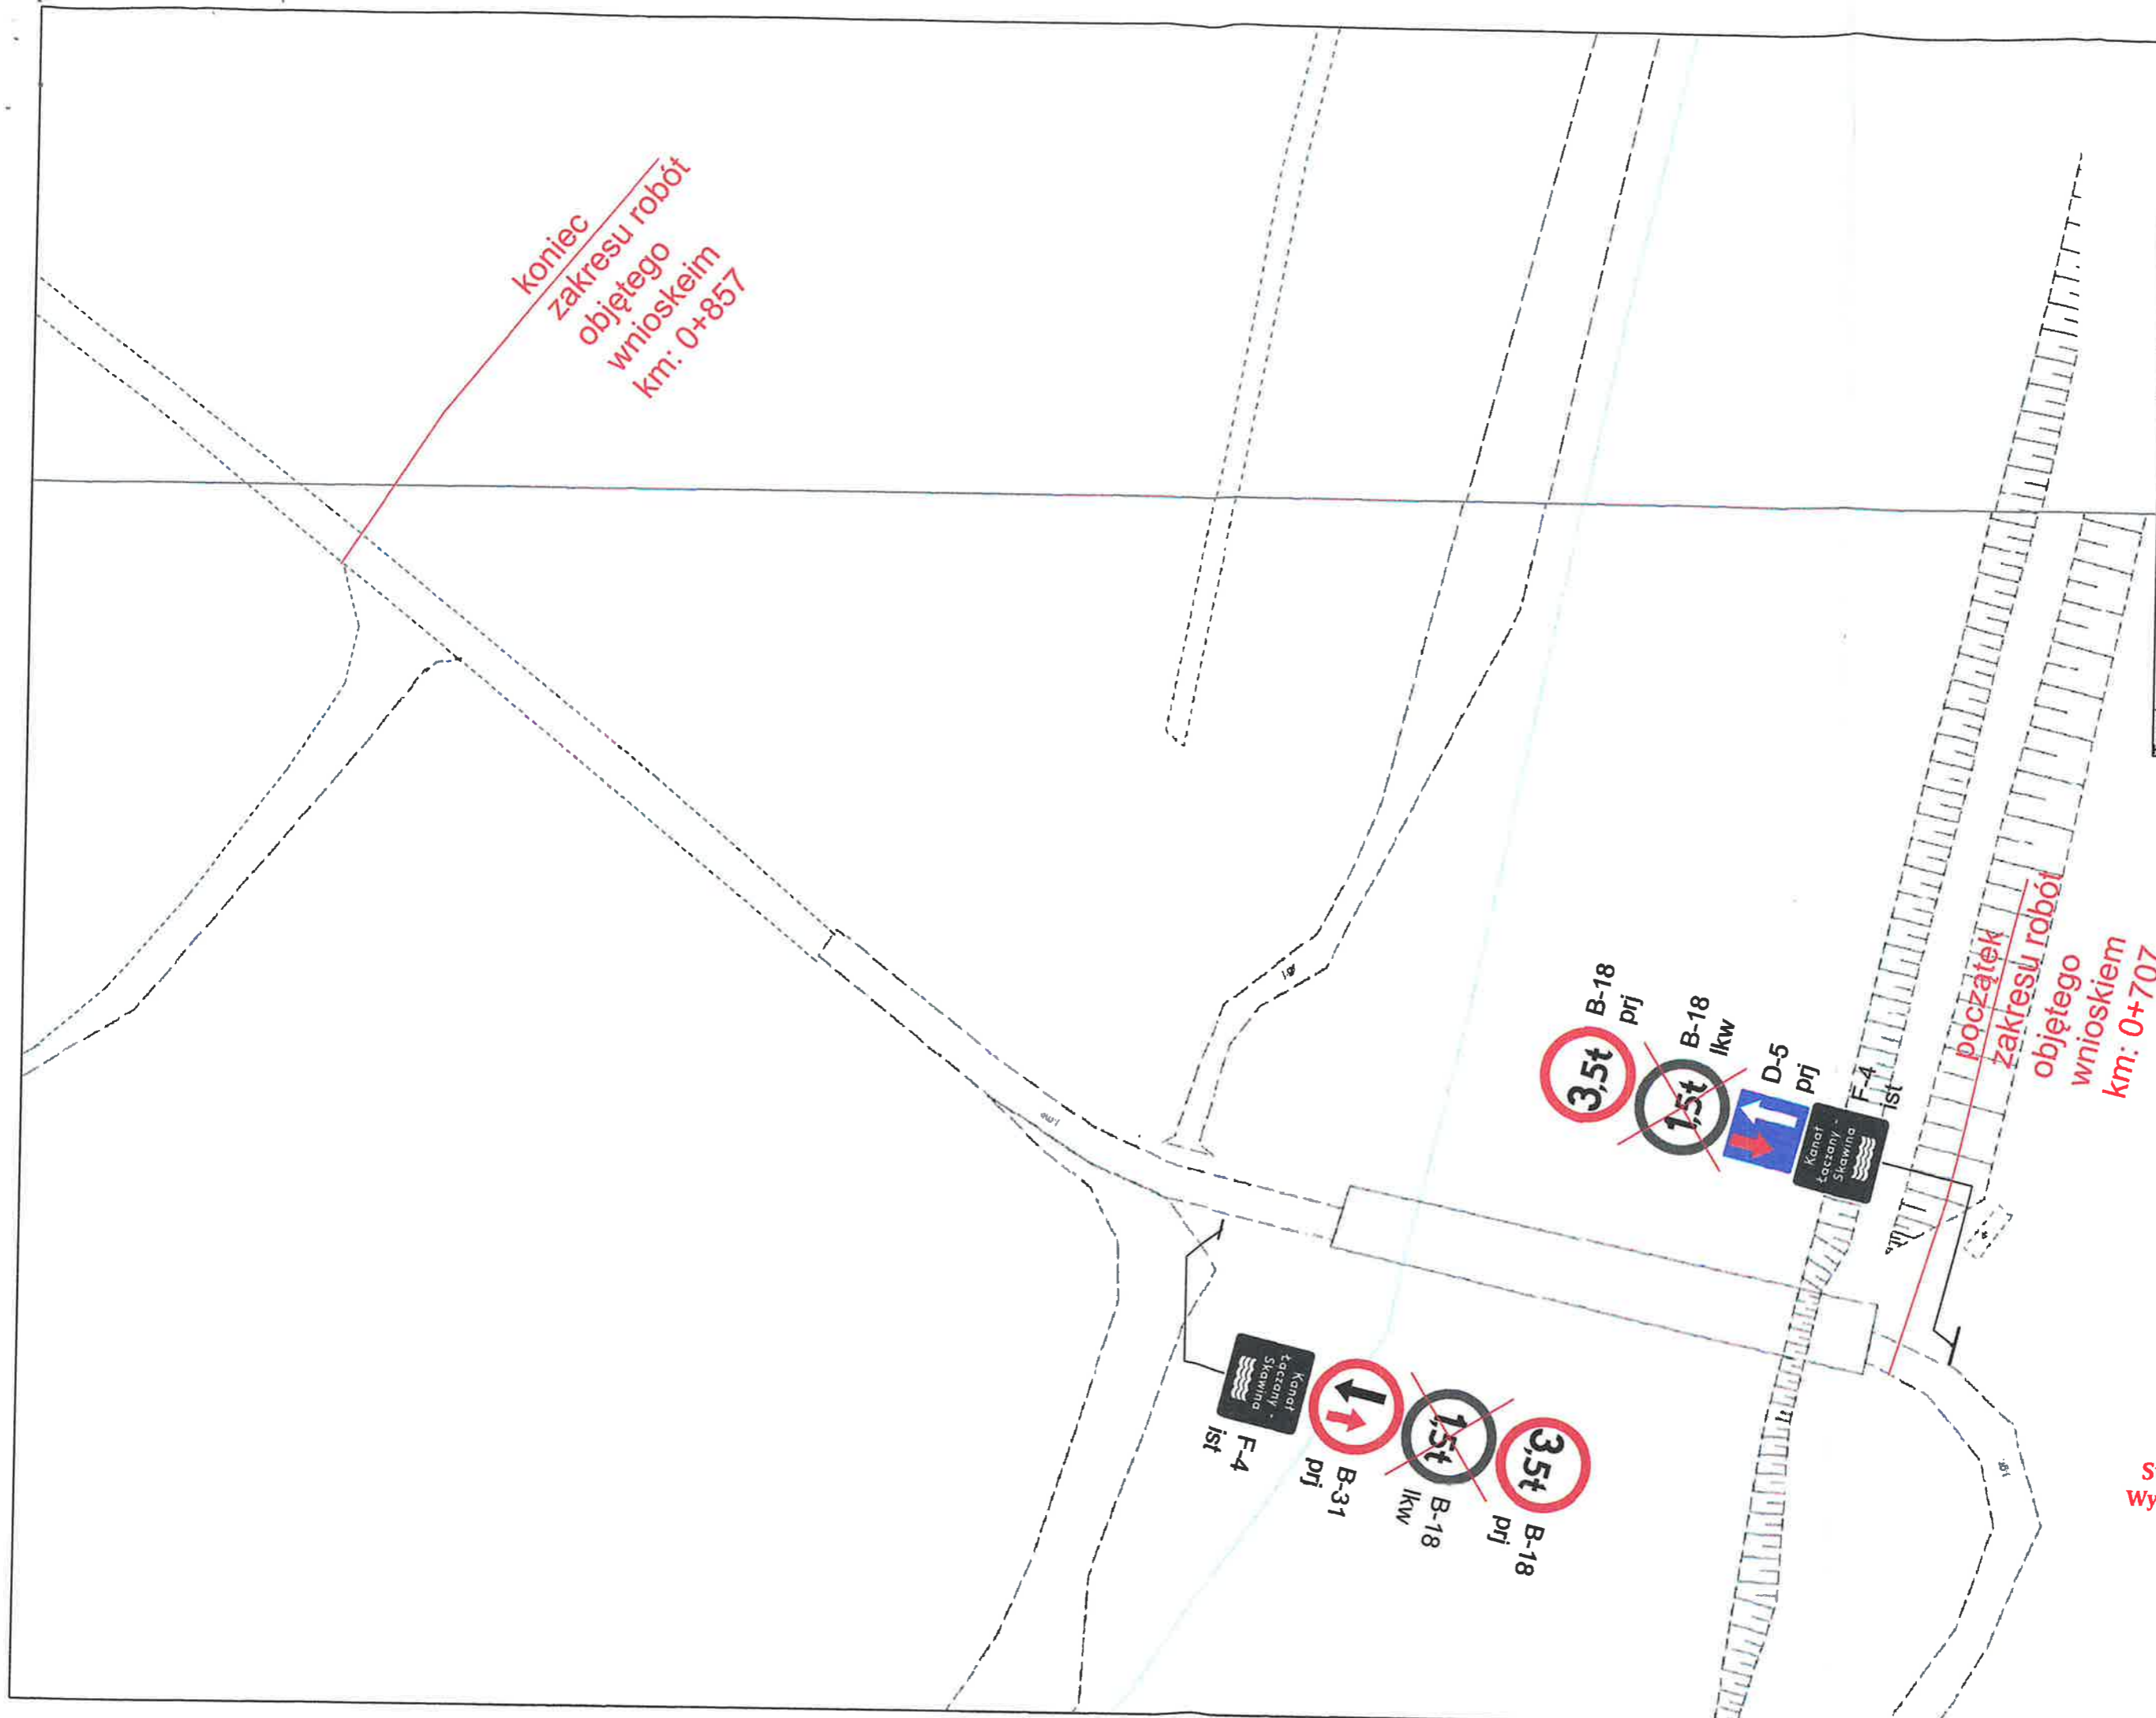 koniec
zakresu robót
objętego
wnioskeim
km: 0+857
B-18
prj
3,5t
B-18
lkw
1,5t
D-5
prj
F-4
ist
Kanał
Łączany -
Skawina
początek
zakresu robót
objętego
wnioskiem
km: 0+707
Kanał
Łączany -
Skawina
F-4
ist
B-31
prj
1,5t
B-18
lkw
3,5t
B-18
prj